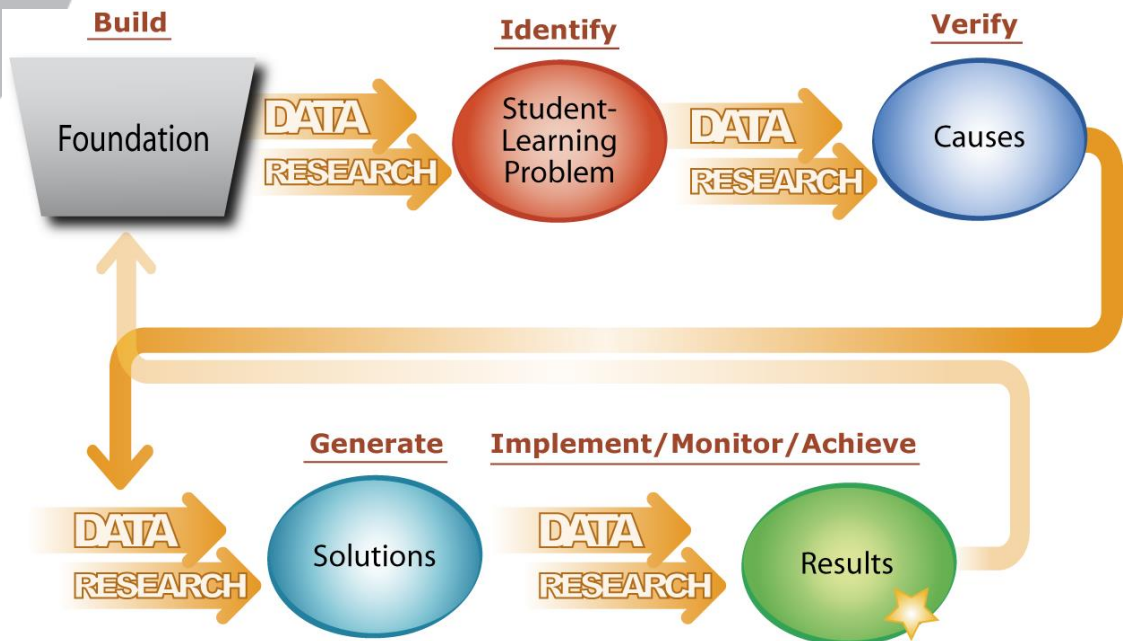 Build
Identify
Verify
Foundation
DATA
RESEARCH
Student-
Learning
Problem
DATA
RESEARCH
Causes
Generate
Implement/Monitor/Achieve
DATA
RESEARCH
Solutions
DATA
RESEARCH
Results